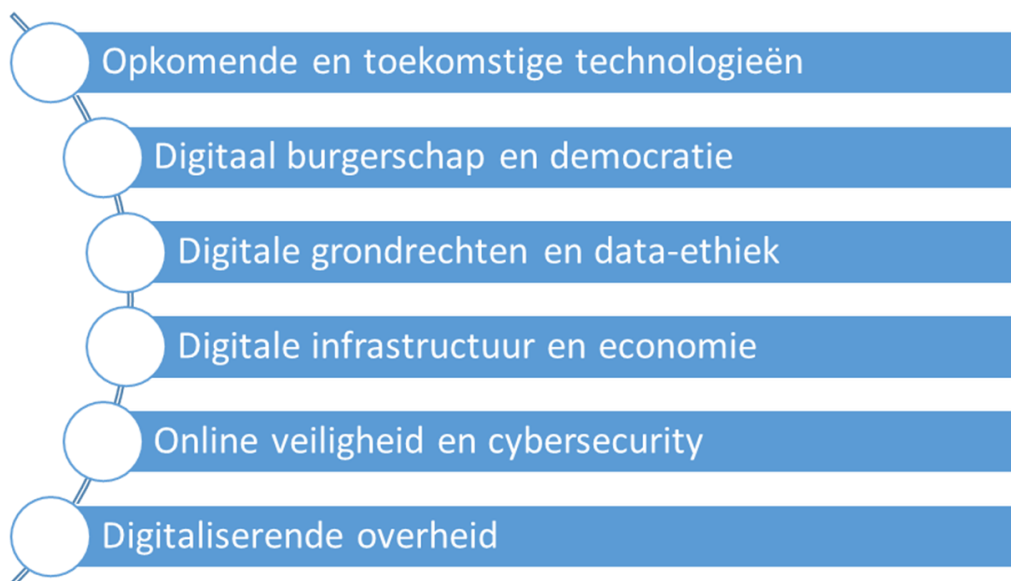 Opkomende en toekomstige technologieën
Digitaal burgerschap en democratie
Digitale grondrechten en data-ethiek
Digitale infrastructuur en economie
Online veiligheid en cybersecurity
Digitaliserende overheid